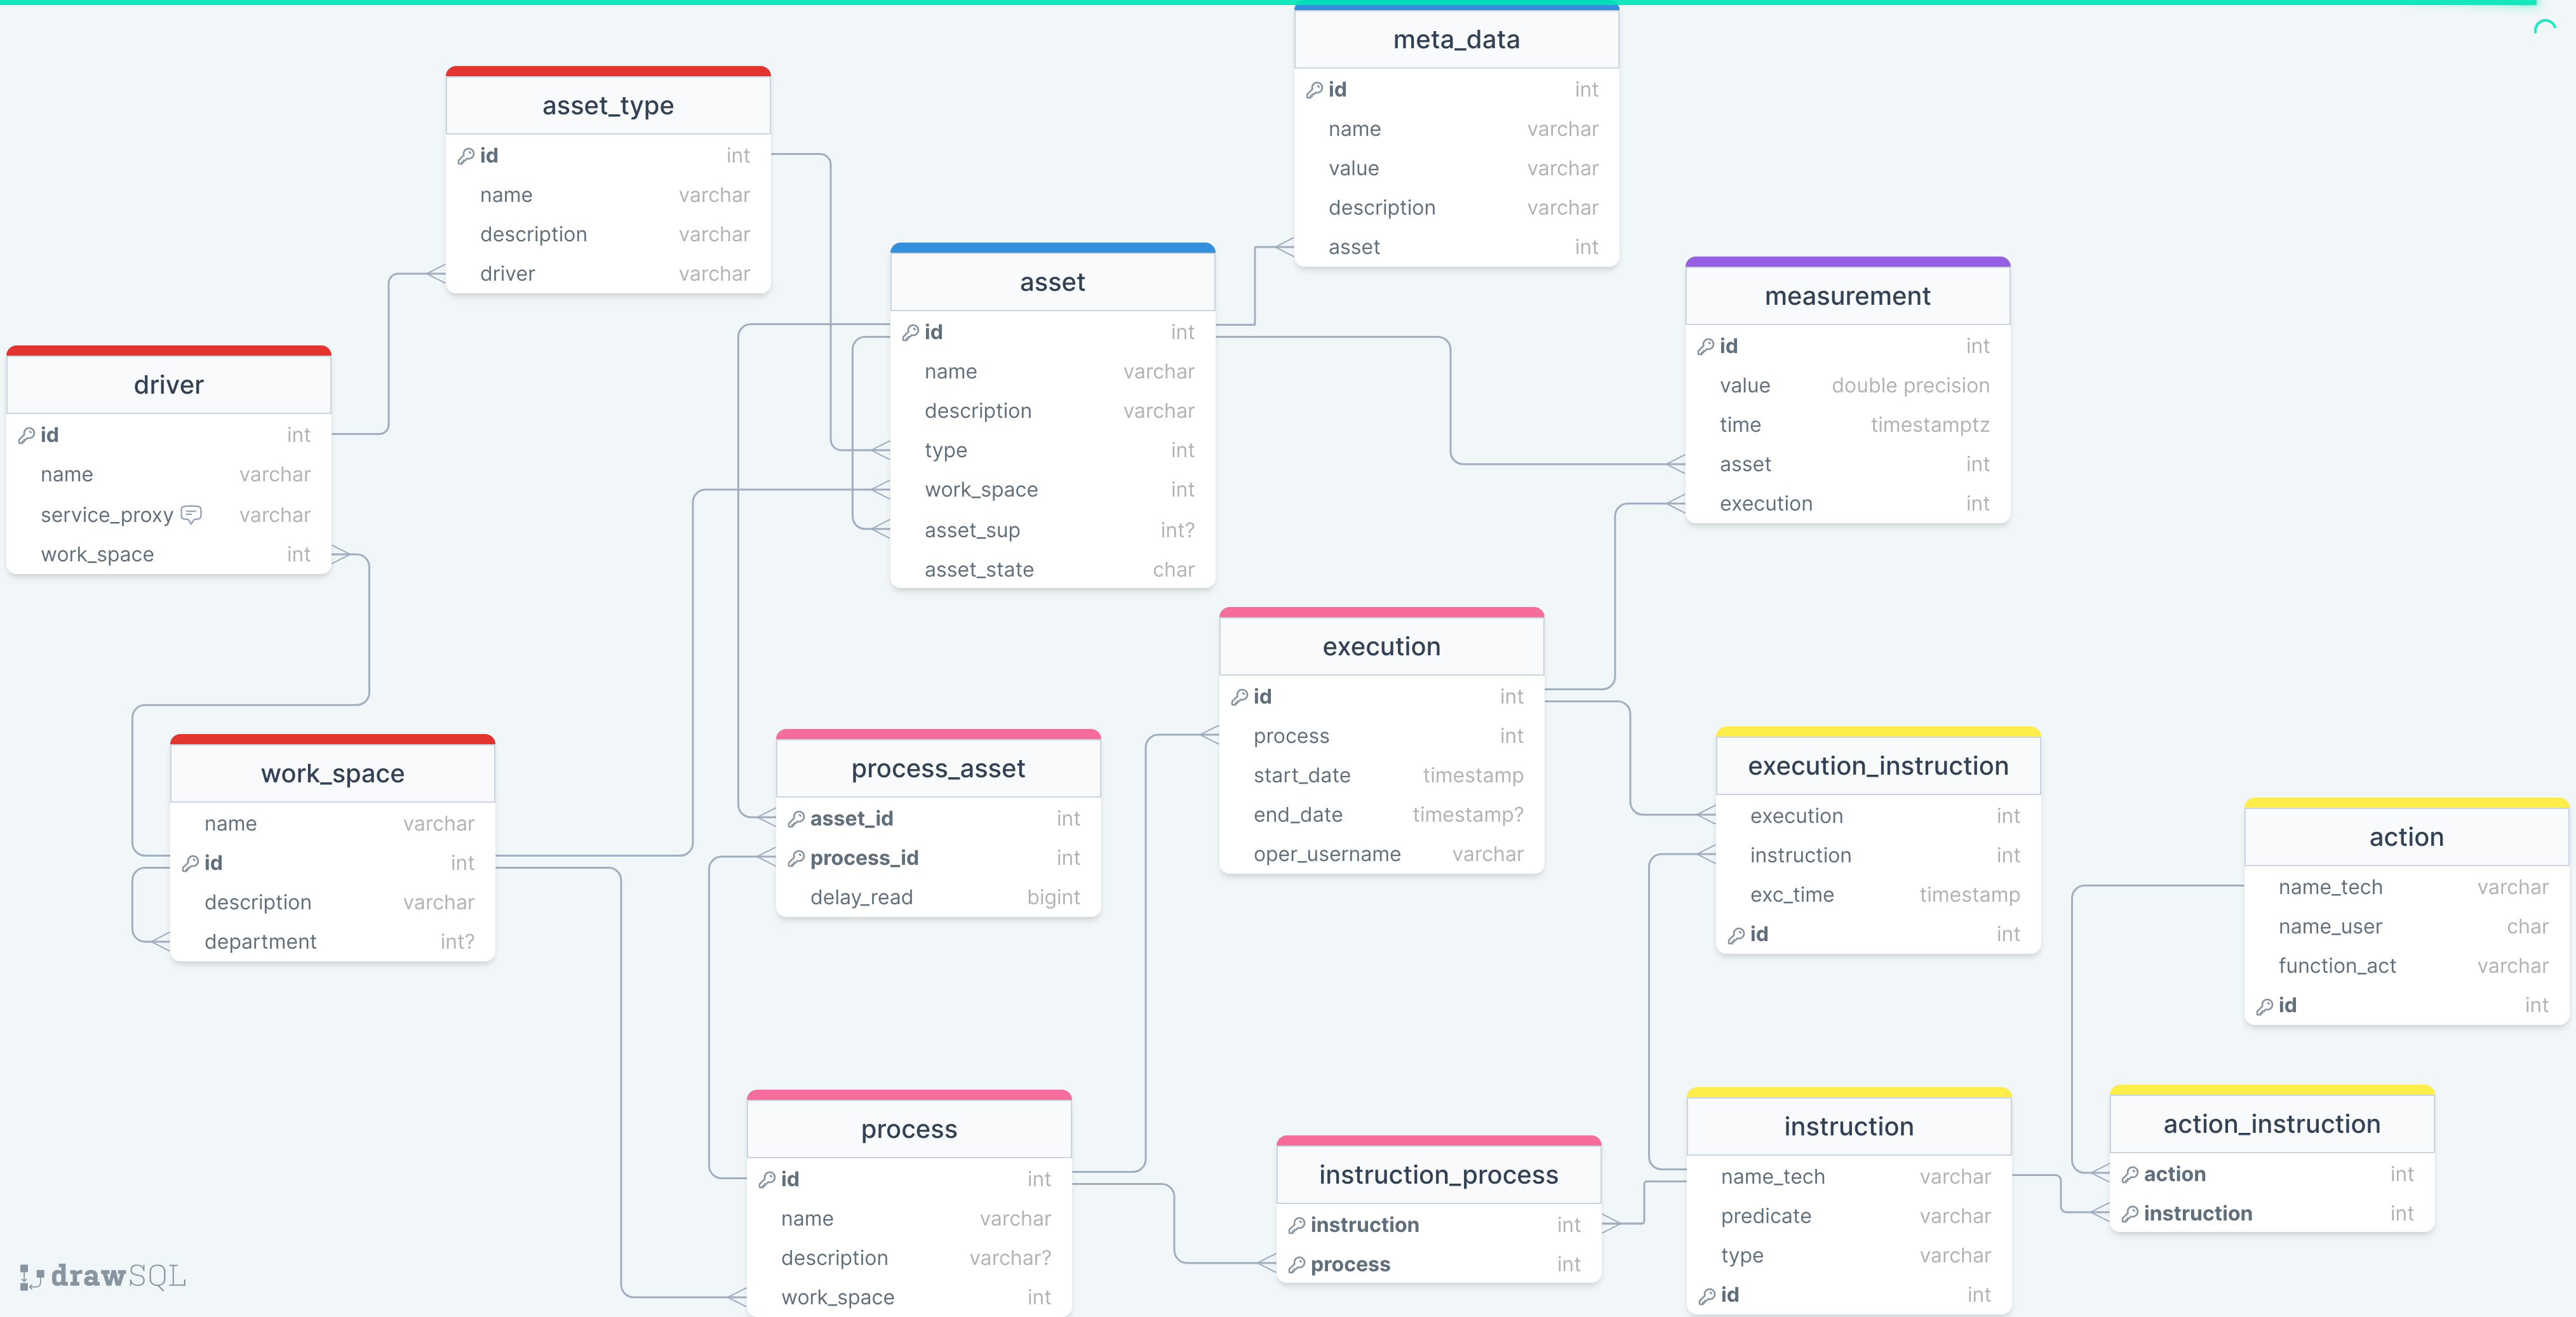 meta_data
id int
name varchar
value varchar
description varchar
asset int
asset_type
id int
name varchar
description varchar
driver varchar
asset
id int
name varchar
description varchar
type int
work_space int
asset_sup int?
asset_state char
measurement
id int
value double precision
time timestamptz
asset int
execution int
driver
id int
name varchar
service_proxy varchar
work_space int
execution
id int
process int
start_date timestamp
end_date timestamp?
oper_username varchar
work_space
name varchar
id int
description varchar
department int?
process_asset
asset_id int
process_id int
delay_read bigint
execution_instruction
execution int
instruction int
exc_time timestamp
id int
action
name_tech varchar
name_user char
function_act varchar
id int
process
id int
name varchar
description varchar?
work_space int
instruction_process
instruction int
process int
instruction
name_tech varchar
predicate varchar
type varchar
id int
action_instruction
action int
instruction int
drawSQL